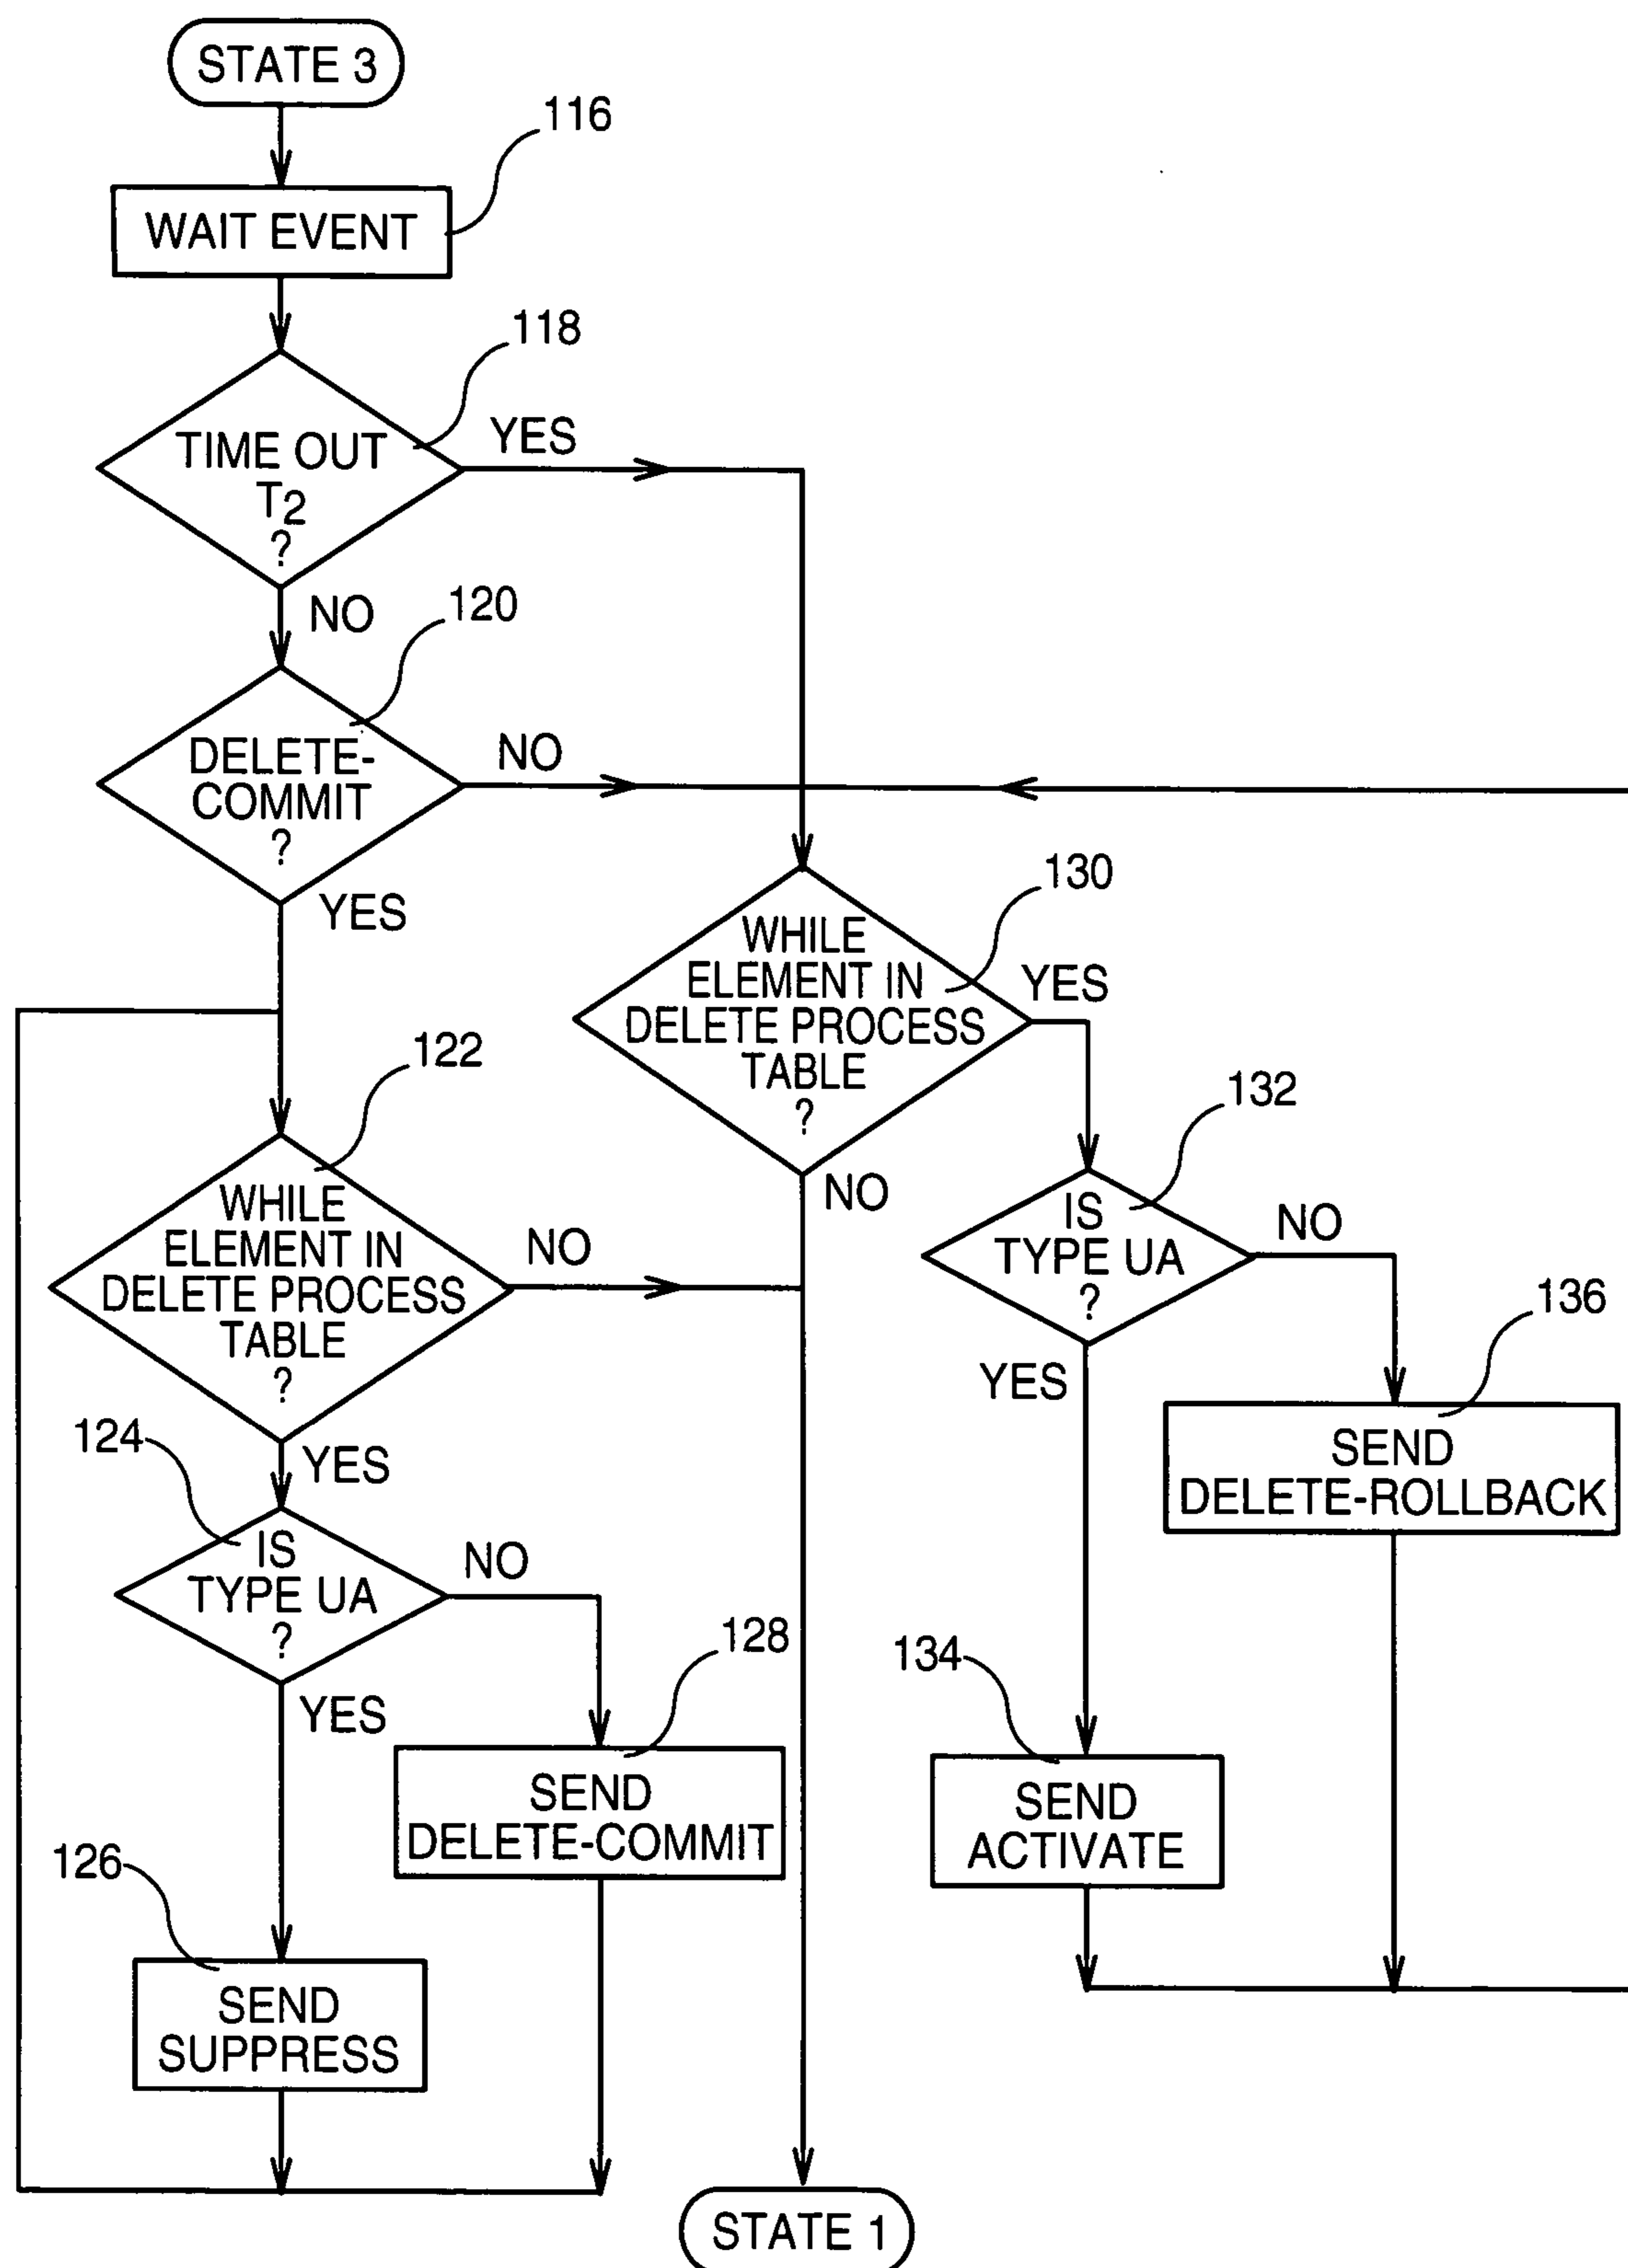 STATE 3
116
WAIT EVENT
118
TIME OUT
T2
?
YES
NO
120
DELETE-
COMMIT
?
NO
YES
130
WHILE
ELEMENT IN
DELETE PROCESS
TABLE
?
YES
NO
122
WHILE
ELEMENT IN
DELETE PROCESS
TABLE
?
NO
YES
132
IS
TYPE UA
?
NO
YES
136
SEND
DELETE-ROLLBACK
124
IS
TYPE UA
?
NO
YES
128
SEND
DELETE-COMMIT
134
SEND
ACTIVATE
126
SEND
SUPPRESS
STATE 1